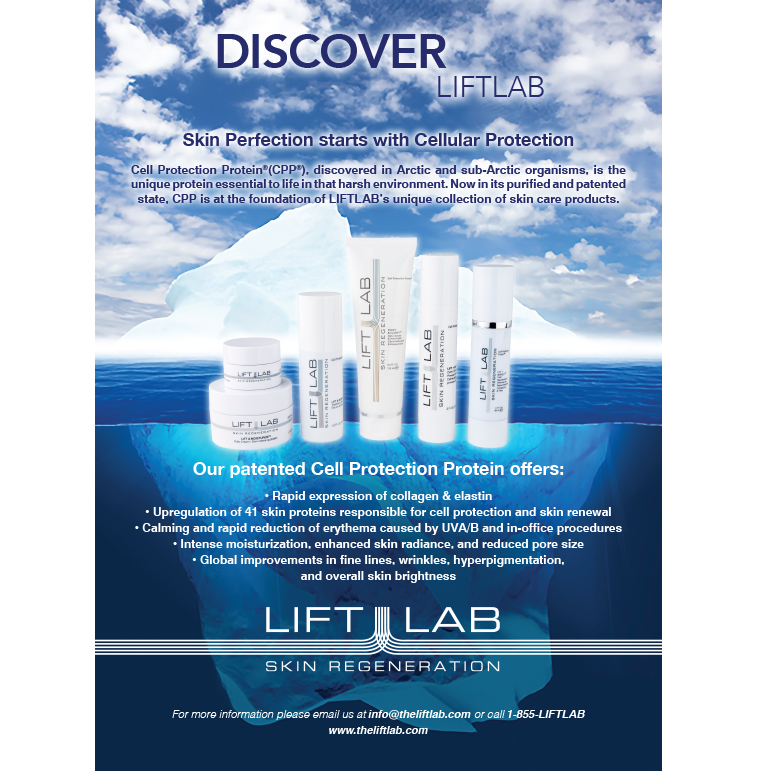 DISCOVER
LIFTLAB
Skin Perfection starts with Cellular Protection
Cell Protection Protein®(CPP®), discovered in Arctic and sub-Arctic organisms, is the
unique protein essential to life in that harsh environment. Now in its purified and patented
state, CPP is at the foundation of LIFTLAB's unique collection of skin care products.
LIFT LAB
SKIN REGENERATION
LIFT LAB
SKIN REGENERATION
LIFT LAB
SKIN REGENERATION
LIFT LAB
SKIN REGENERATION
LIFT LAB
SKIN REGENERATION
LIFT LAB
SKIN REGENERATION
Our patented Cell Protection Protein offers:
• Rapid expression of collagen & elastin
• Upregulation of 41 skin proteins responsible for cell protection and skin renewal
• Calming and rapid reduction of erythema caused by UVA/B and in-office procedures
• Intense moisturization, enhanced skin radiance, and reduced pore size
• Global improvements in fine lines, wrinkles, hyperpigmentation,
and overall skin brightness
LIFT LAB
SKIN REGENERATION
For more information please email us at info@theliftlab.com or call 1-855-LIFTLAB
www.theliftlab.com